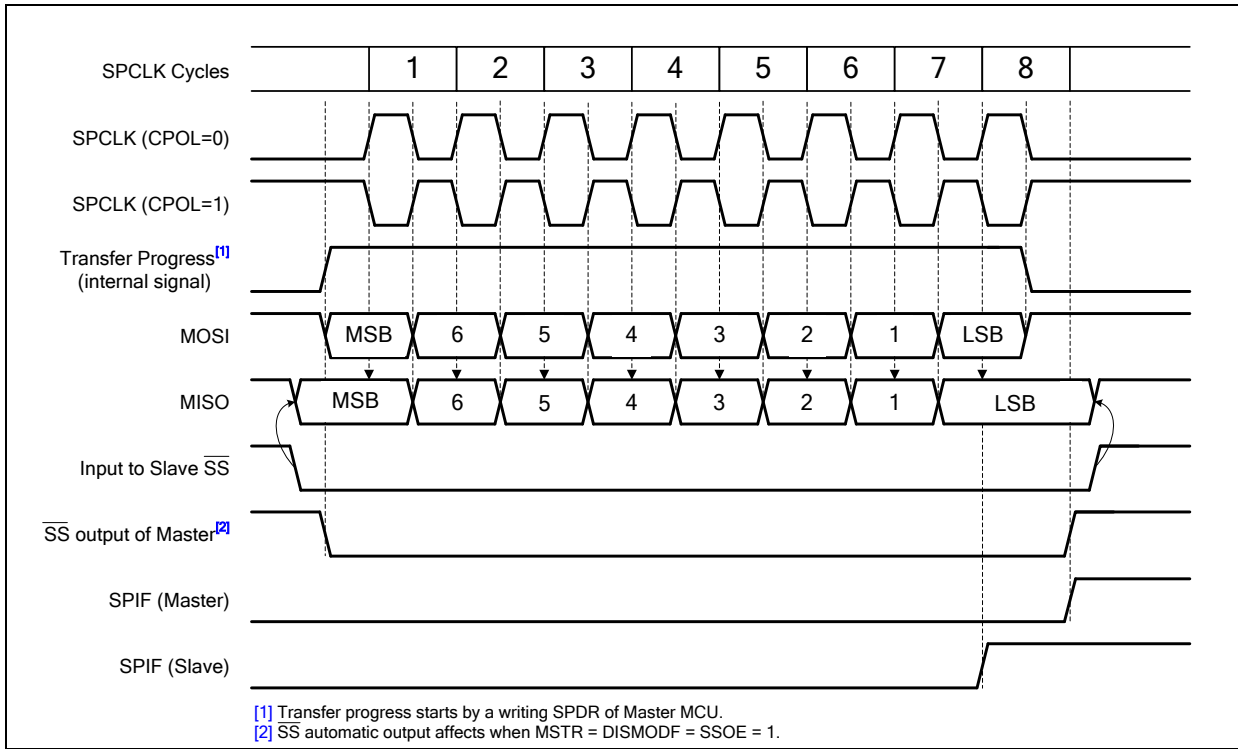 SPCLK Cycles 1 2 3 4 5 6 7 8
SPCLK (CPOL=0)
SPCLK (CPOL=1)
Transfer Progress[1]
(internal signal)
MOSI MSB 6 5 4 3 2 1 LSB
MISO MSB 6 5 4 3 2 1 LSB
Input to Slave S̅S̅
S̅S̅ output of Master[2]
SPIF (Master)
SPIF (Slave)
[1] Transfer progress starts by a writing SPDR of Master MCU.
[2] S̅S̅ automatic output affects when MSTR = DISMODF = SSOE = 1.